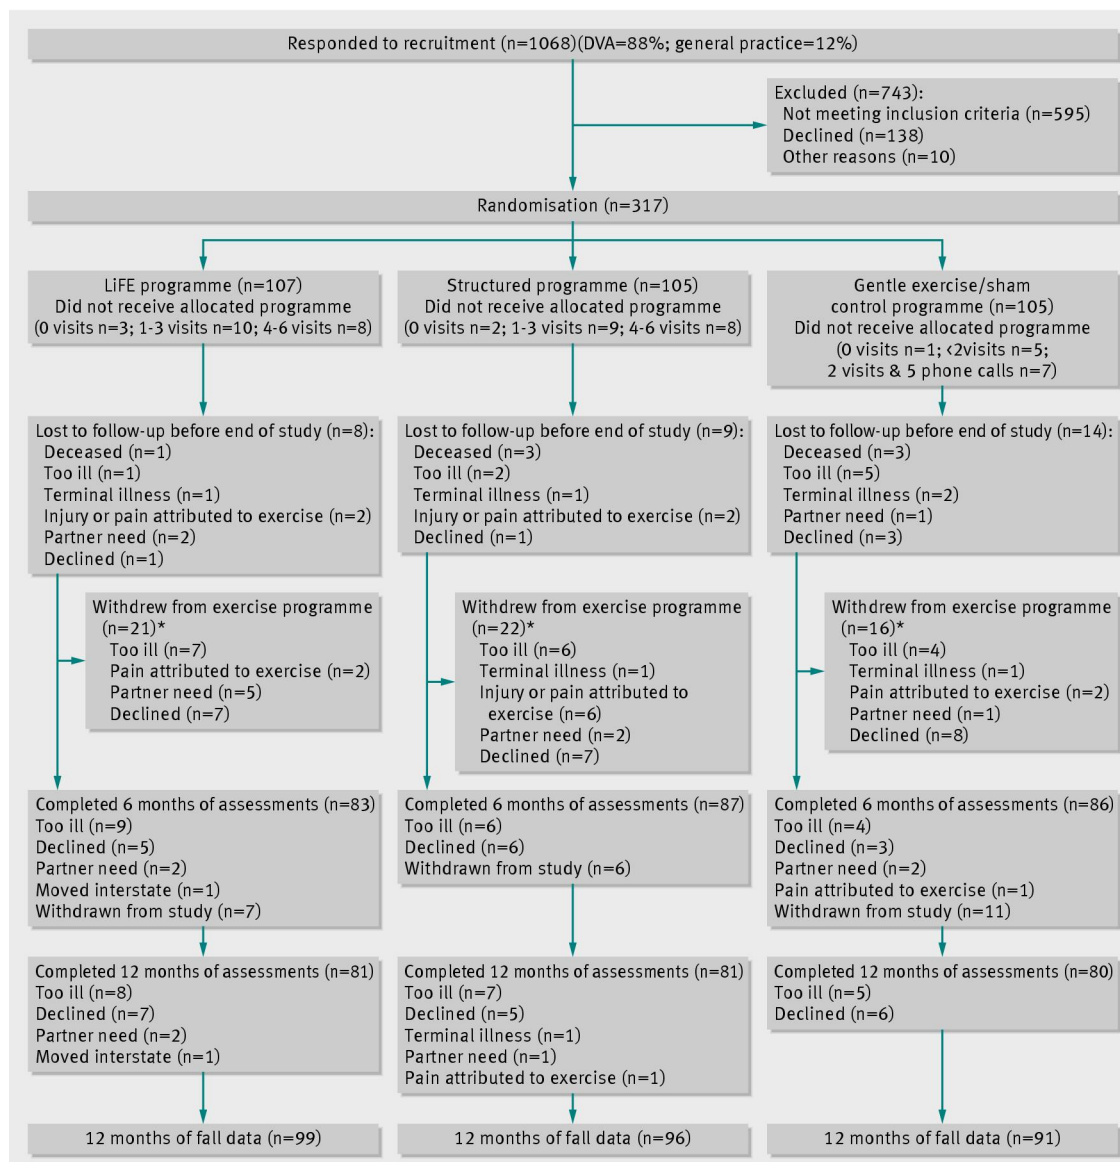 Responded to recruitment (n=1068)(DVA=88%; general practice=12%)
Excluded (n=743):
Not meeting inclusion criteria (n=595)
Declined (n=138)
Other reasons (n=10)
Randomisation (n=317)
LiFE programme (n=107)
Did not receive allocated programme
(0 visits n=3; 1-3 visits n=10; 4-6 visits n=8)
Structured programme (n=105)
Did not receive allocated programme
(0 visits n=2; 1-3 visits n=9; 4-6 visits n=8)
Gentle exercise/sham
control programme (n=105)
Did not receive allocated programme
(0 visits n=1; <2visits n=5;
2 visits & 5 phone calls n=7)
Lost to follow-up before end of study (n=8):
Deceased (n=1)
Too ill (n=1)
Terminal illness (n=1)
Injury or pain attributed to exercise (n=2)
Partner need (n=2)
Declined (n=1)
Lost to follow-up before end of study (n=9):
Deceased (n=3)
Too ill (n=2)
Terminal illness (n=1)
Injury or pain attributed to exercise (n=2)
Declined (n=1)
Lost to follow-up before end of study (n=14):
Deceased (n=3)
Too ill (n=5)
Terminal illness (n=2)
Partner need (n=1)
Declined (n=3)
Withdrew from exercise programme
(n=21)*
Too ill (n=7)
Pain attributed to exercise (n=2)
Partner need (n=5)
Declined (n=7)
Withdrew from exercise programme
(n=22)*
Too ill (n=6)
Terminal illness (n=1)
Injury or pain attributed to
exercise (n=6)
Partner need (n=2)
Declined (n=7)
Withdrew from exercise programme
(n=16)*
Too ill (n=4)
Terminal illness (n=1)
Pain attributed to exercise (n=2)
Partner need (n=1)
Declined (n=8)
Completed 6 months of assessments (n=83)
Too ill (n=9)
Declined (n=5)
Partner need (n=2)
Moved interstate (n=1)
Withdrawn from study (n=7)
Completed 6 months of assessments (n=87)
Too ill (n=6)
Declined (n=6)
Withdrawn from study (n=6)
Completed 6 months of assessments (n=86)
Too ill (n=4)
Declined (n=3)
Partner need (n=2)
Pain attributed to exercise (n=1)
Withdrawn from study (n=11)
Completed 12 months of assessments (n=81)
Too ill (n=8)
Declined (n=7)
Partner need (n=2)
Moved interstate (n=1)
Completed 12 months of assessments (n=81)
Too ill (n=7)
Declined (n=5)
Terminal illness (n=1)
Partner need (n=1)
Pain attributed to exercise (n=1)
Completed 12 months of assessments (n=80)
Too ill (n=5)
Declined (n=6)
12 months of fall data (n=99)
12 months of fall data (n=96)
12 months of fall data (n=91)